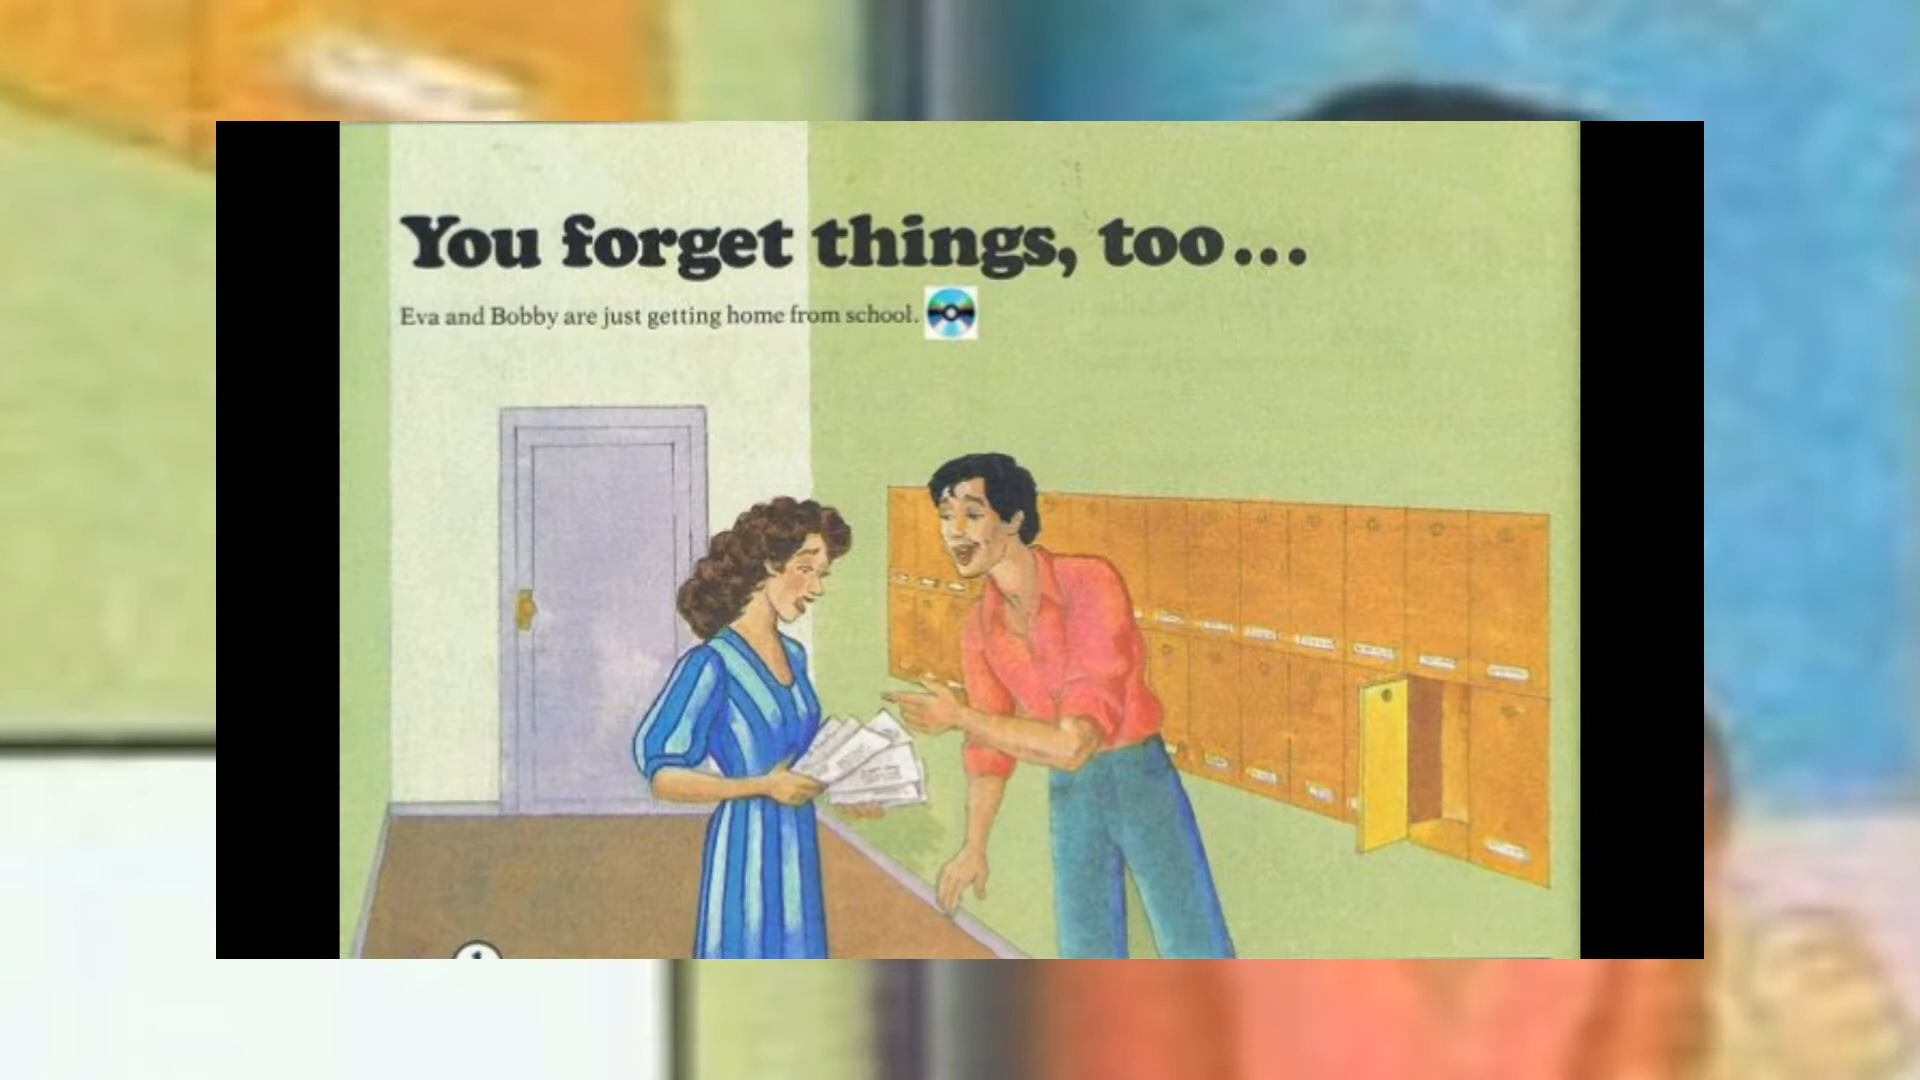 You forget things, too...
Eva and Bobby are just getting home from school.